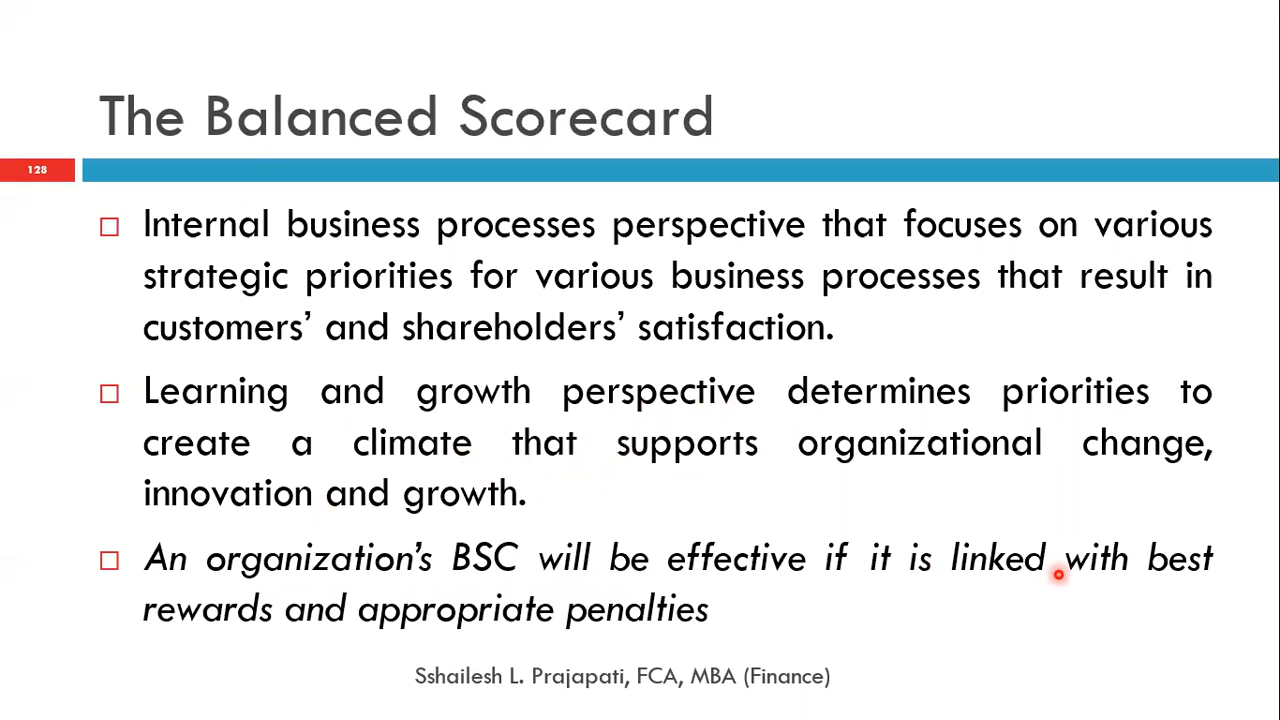 The Balanced Scorecard
128
Internal business processes perspective that focuses on various
strategic priorities for various business processes that result in
customers’ and shareholders’ satisfaction.
Learning and growth perspective determines priorities to
create a climate that supports organizational change,
innovation and growth.
An organization’s BSC will be effective if it is linked with best
rewards and appropriate penalties
Sshailesh L. Prajapati, FCA, MBA (Finance)